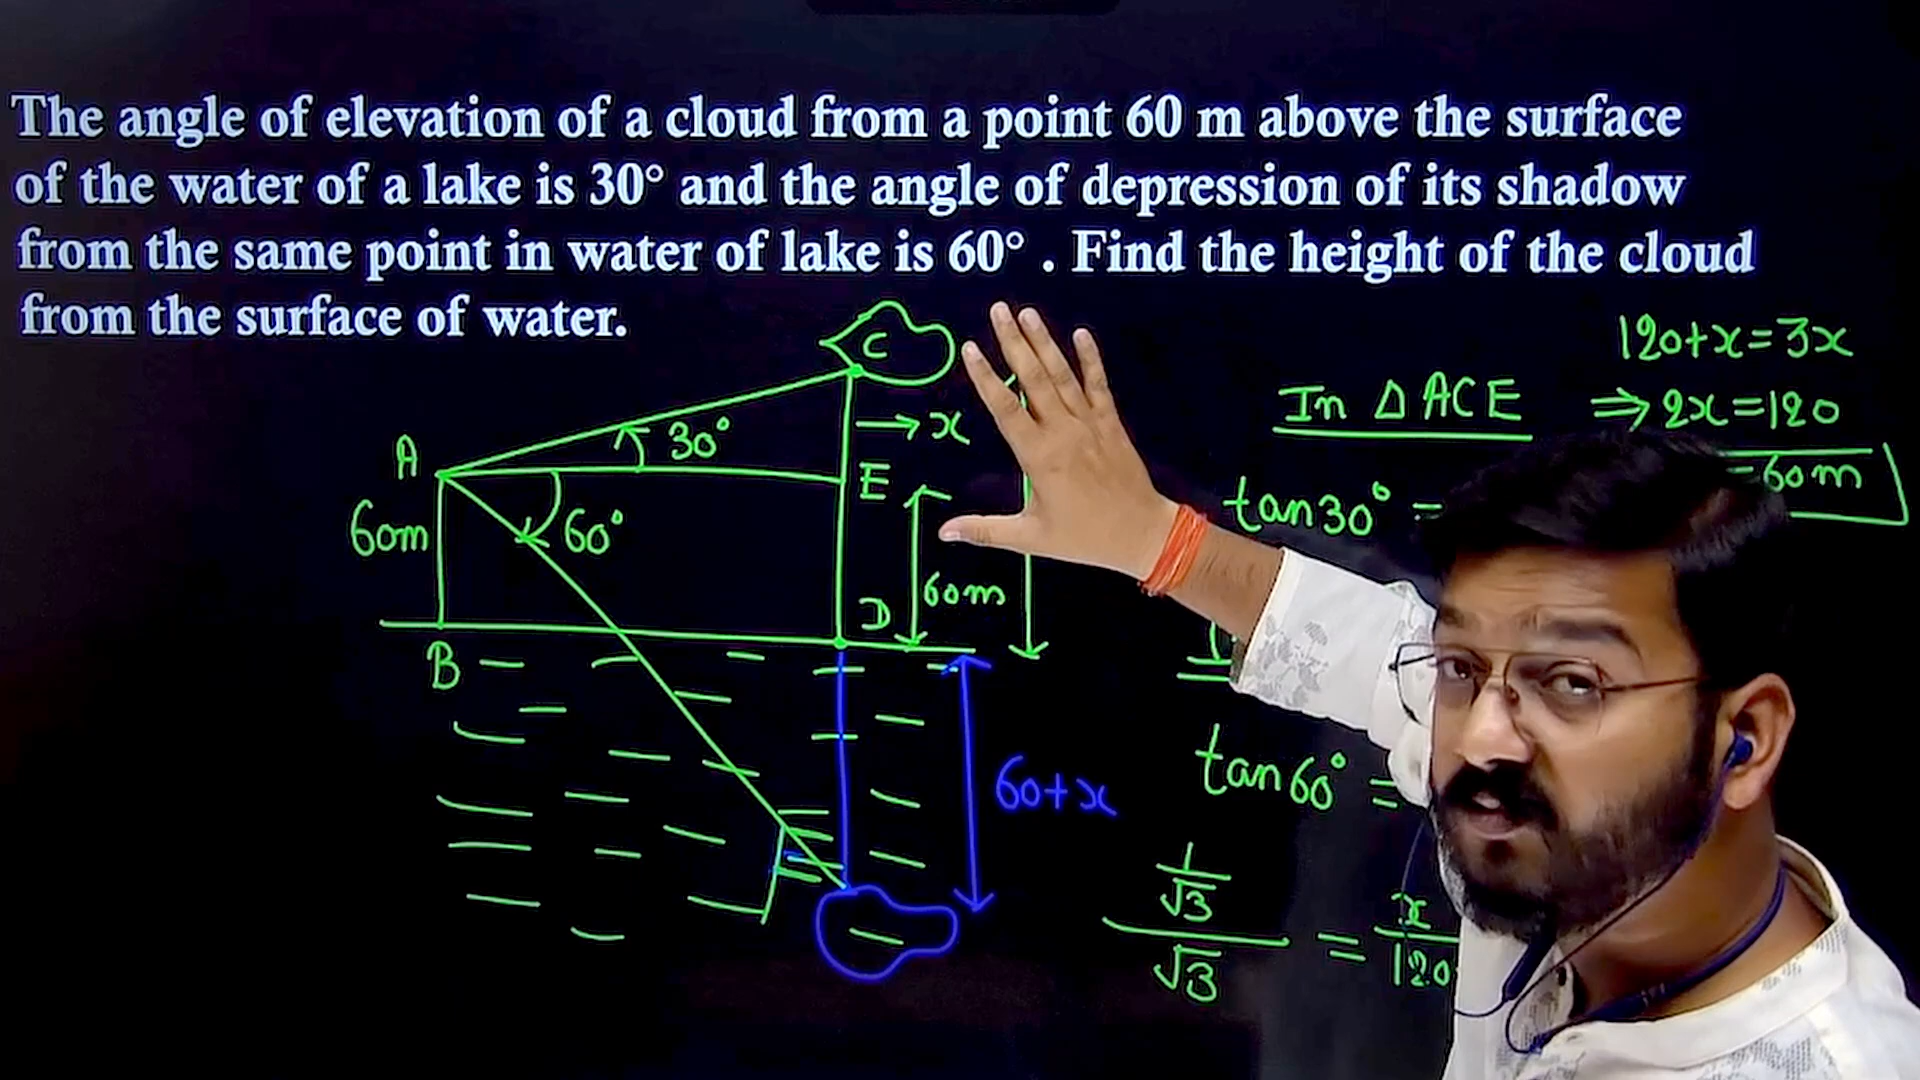 The angle of elevation of a cloud from a point 60 m above the surface
of the water of a lake is 30° and the angle of depression of its shadow
from the same point in water of lake is 60° . Find the height of the cloud
from the surface of water.
C
x
30°
A
E
60m
60°
60m
D
B
60+x
120+x=3x
In △ ACE ⇒ 2x=120
=60m
tan30° =
tan60° =
1/√3
/√3 = x/120